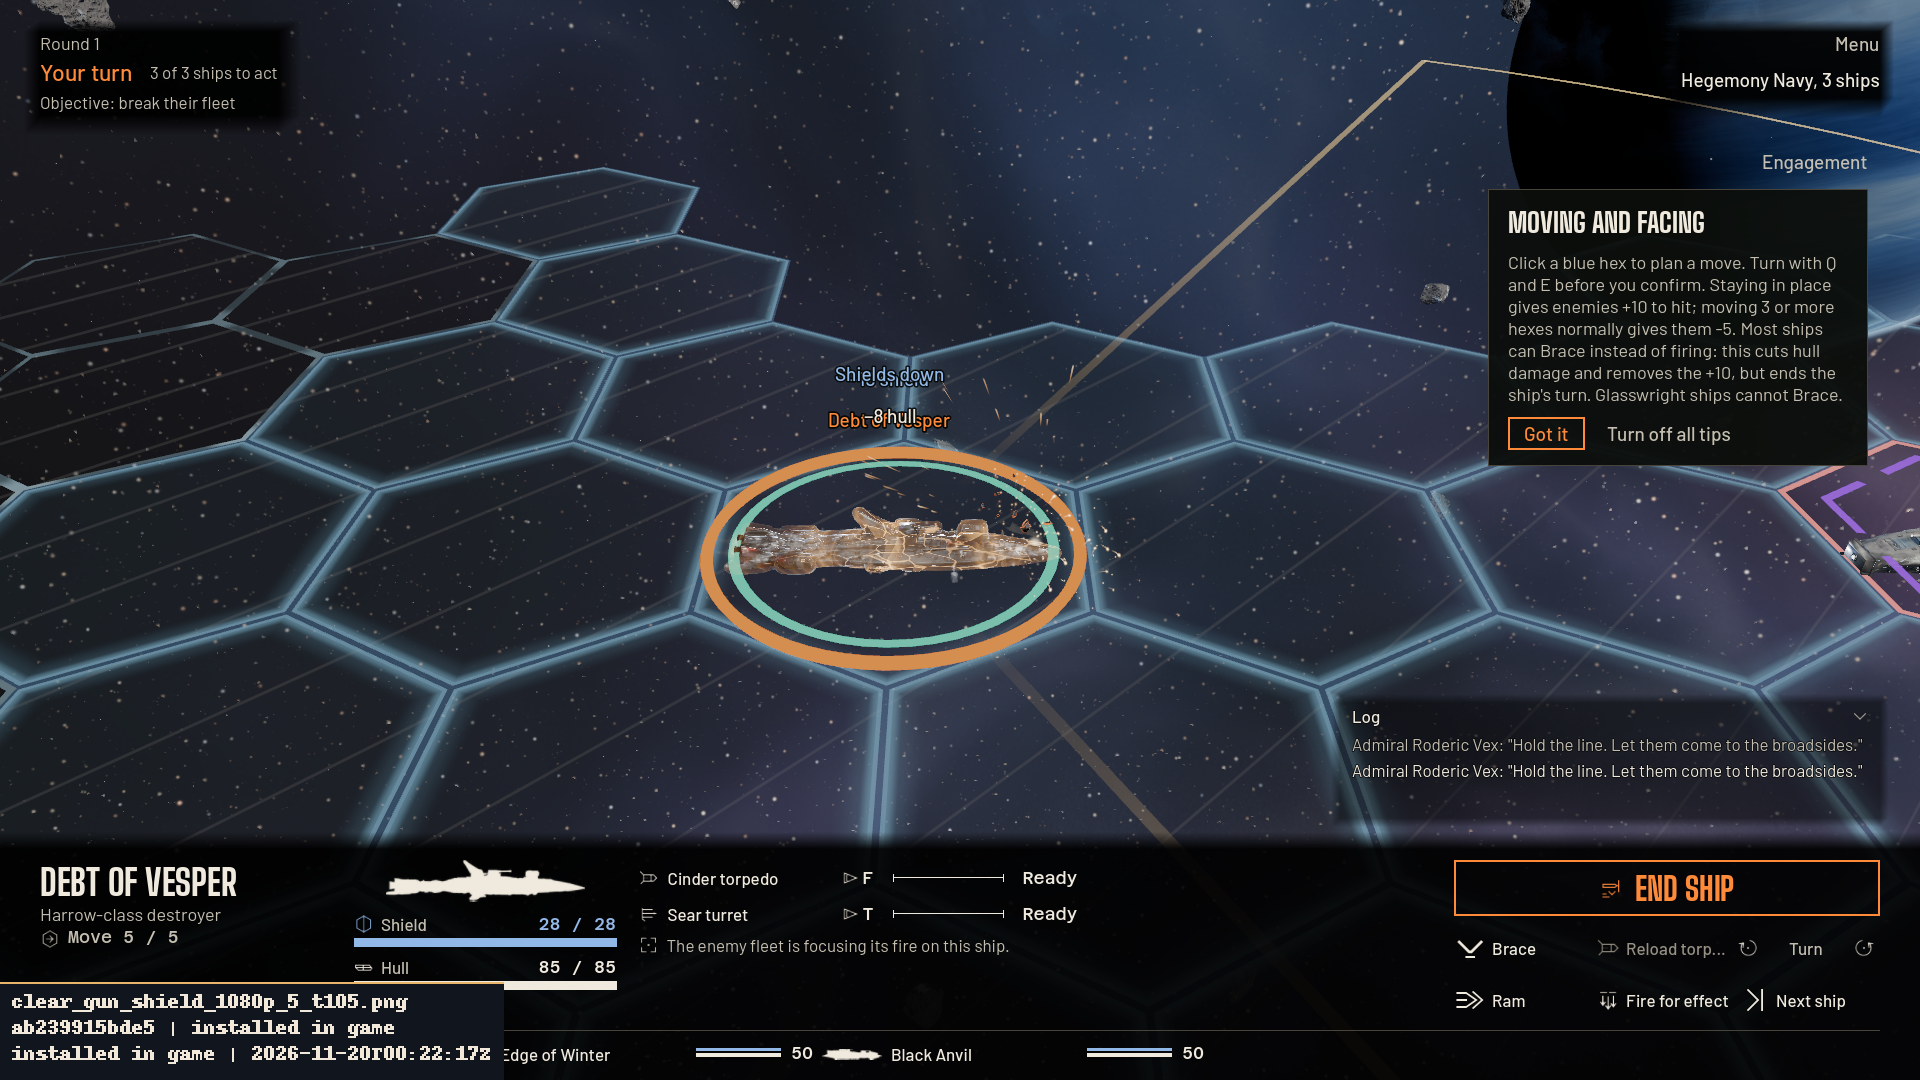 Round 1
Your turn 3 of 3 ships to act
Objective: break their fleet
Menu
Hegemony Navy, 3 ships
Engagement
MOVING AND FACING
Click a blue hex to plan a move. Turn with Q
and E before you confirm. Staying in place
gives enemies +10 to hit; moving 3 or more
hexes normally gives them -5. Most ships
can Brace instead of firing: this cuts hull
damage and removes the +10, but ends the
ship's turn. Glasswright ships cannot Brace.
Got it Turn off all tips
Shields down
-8 hull
Debt of Vesper
Log
Admiral Roderic Vex: "Hold the line. Let them come to the broadsides."
Admiral Roderic Vex: "Hold the line. Let them come to the broadsides."
DEBT OF VESPER
Harrow-class destroyer
Move 5 / 5
Shield 28 / 28
Hull 85 / 85
Cinder torpedo F Ready
Sear turret T Ready
The enemy fleet is focusing its fire on this ship.
END SHIP
Brace Reload torp... Turn
Ram Fire for effect Next ship
clear_gun_shield_1080p_5_t105.png
ab239915bde5 | installed in game
installed in game | 2026-11-20T00:22:17Z
Edge of Winter 50 Black Anvil 50